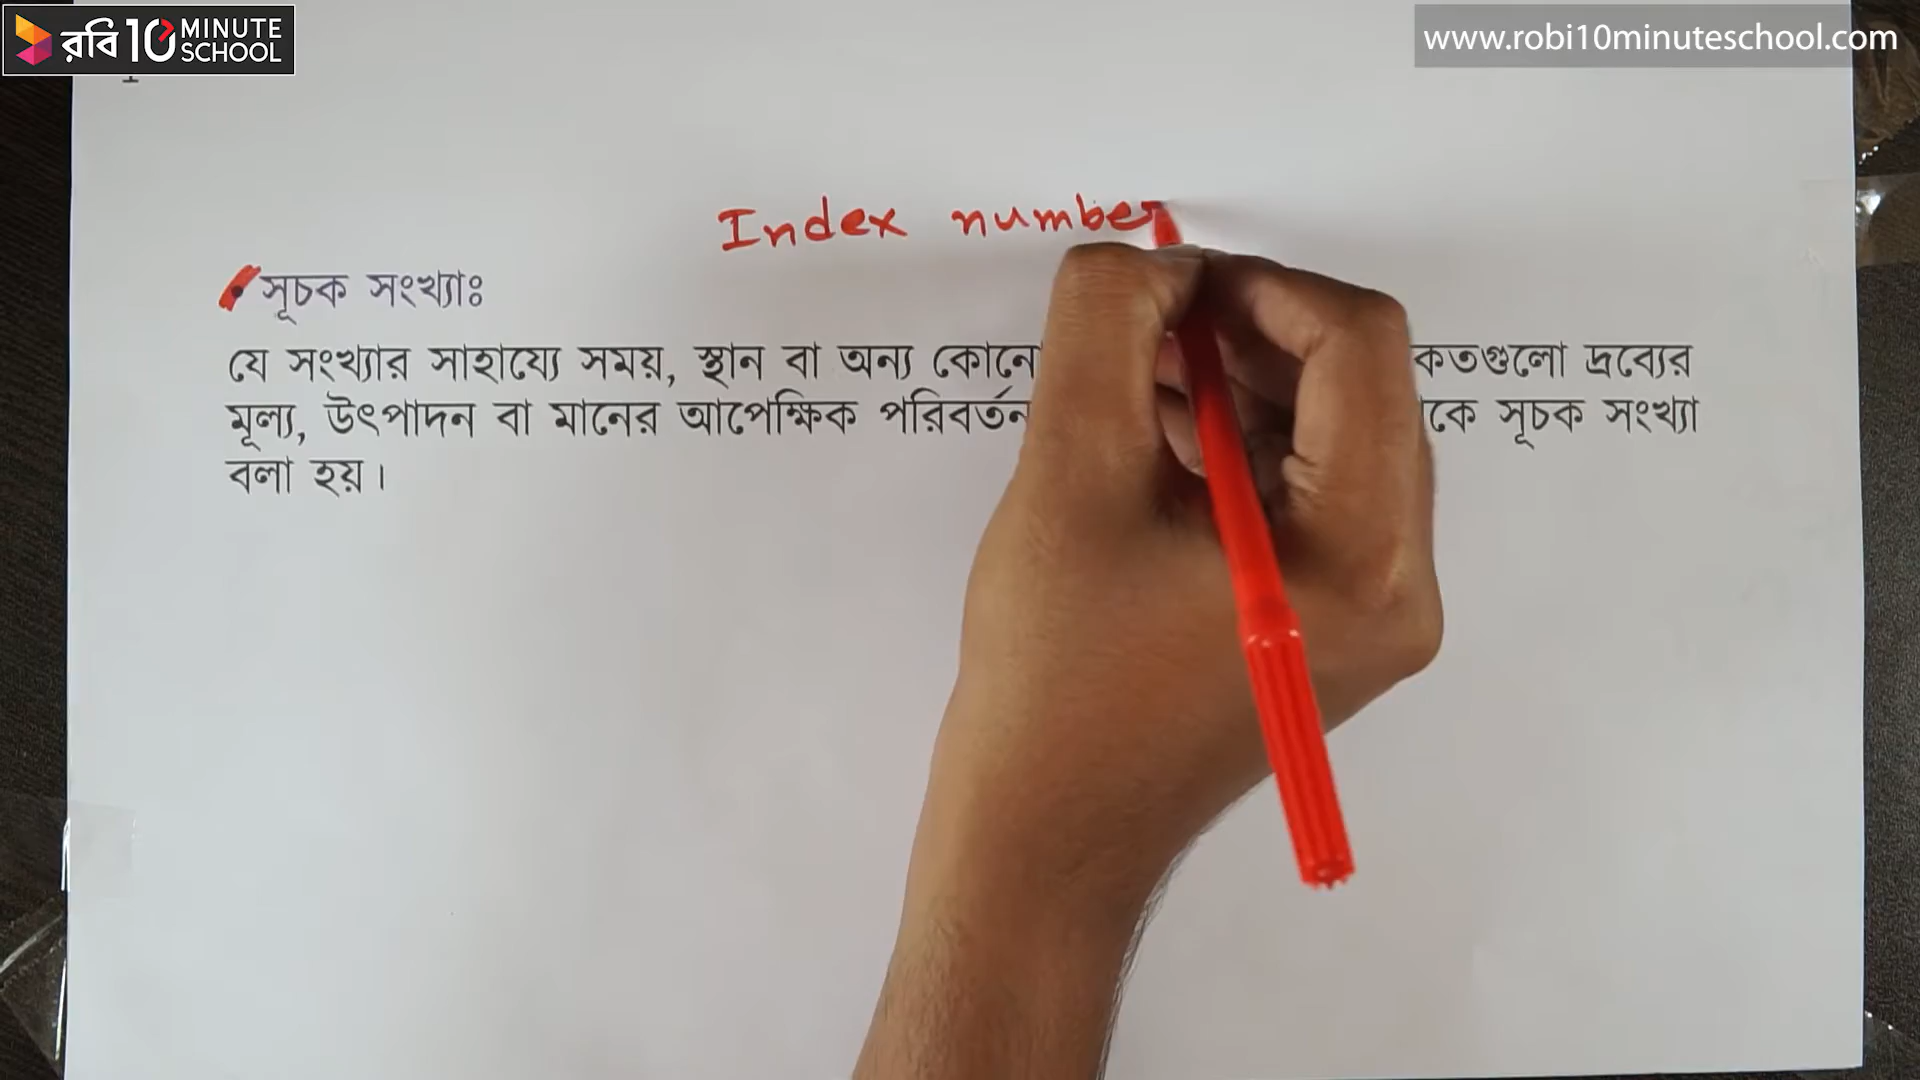 রবি 10 MINUTE SCHOOL
www.robi10minuteschool.com
Index number
সূচক সংখ্যাঃ
যে সংখ্যার সাহায্যে সময়, স্থান বা অন্য কোনো কতগুলো দ্রব্যের
মূল্য, উৎপাদন বা মানের আপেক্ষিক পরিবর্তন সূচক সংখ্যা
বলা হয়।